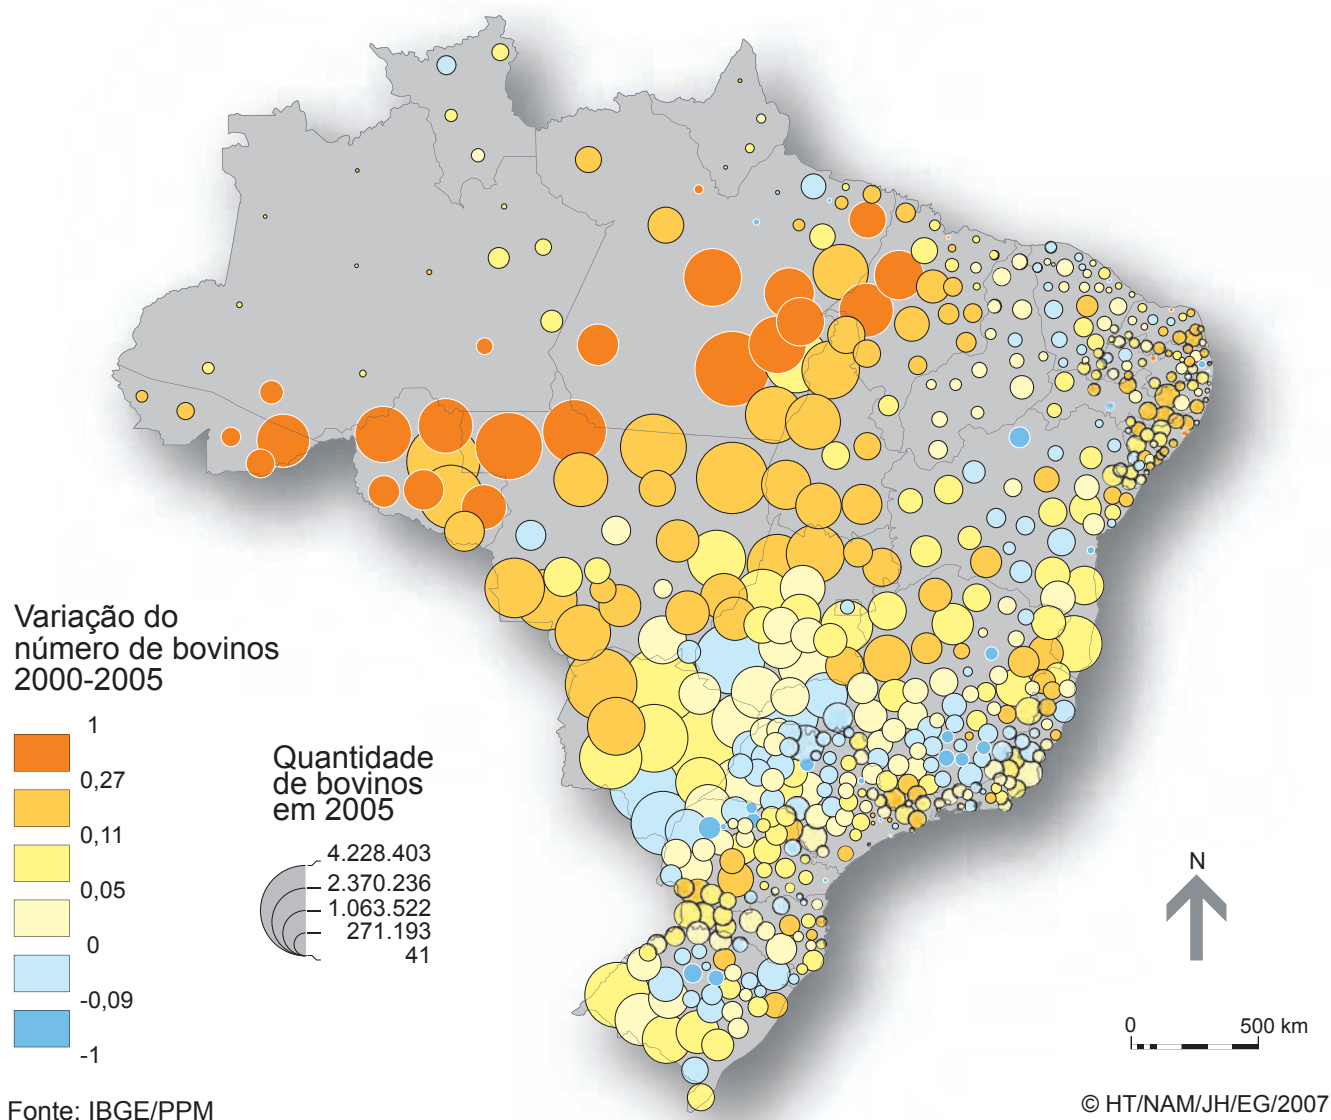 Variação do
número de bovinos
2000-2005
1
0,27
0,11
0,05
0
-0,09
-1
Quantidade
de bovinos
em 2005
4.228.403
2.370.236
1.063.522
271.193
41
N
0 500 km
Fonte: IBGE/PPM
© HT/NAM/JH/EG/2007